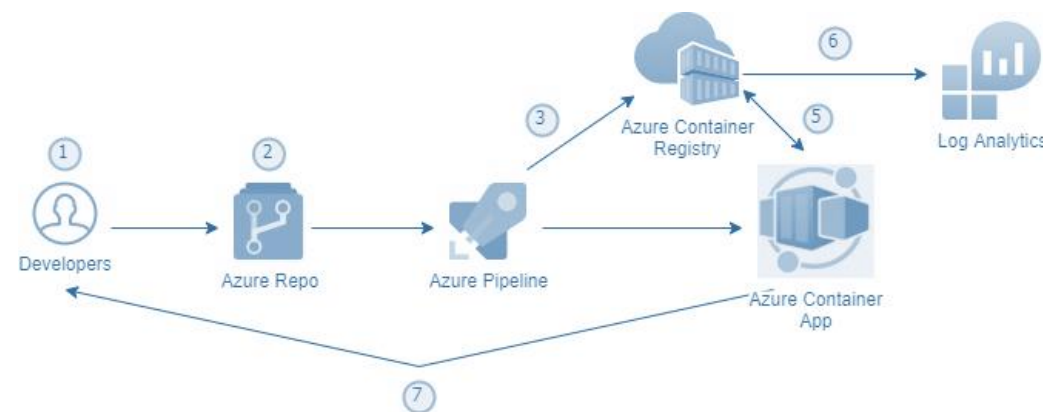 6
3
5
Azure Container
Registry
Log Analytics
1
2
Developers
Azure Repo
Azure Pipeline
Azure Container
App
7